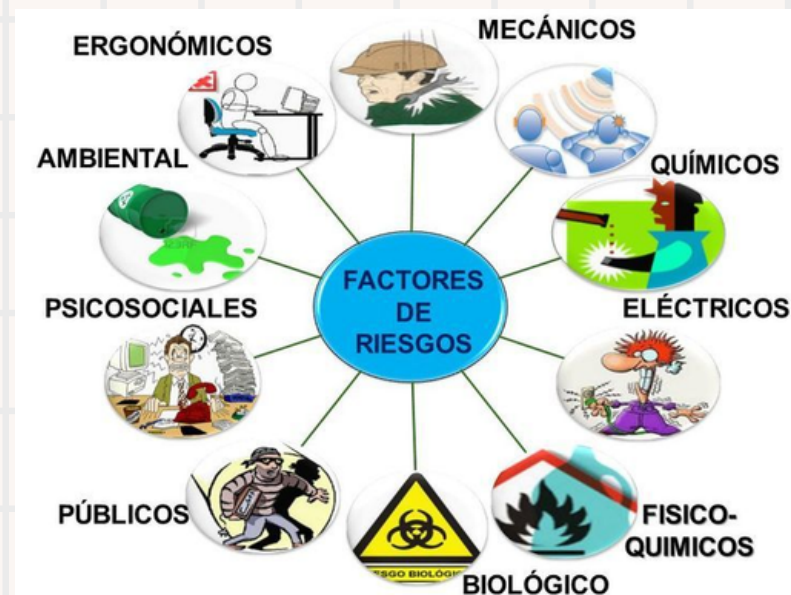 MECÁNICOS
ERGONÓMICOS
AMBIENTAL
QUÍMICOS
FACTORES
DE
RIESGOS
PSICOSOCIALES
ELÉCTRICOS
PÚBLICOS
FISICO-
QUIMICOS
BIOLÓGICO